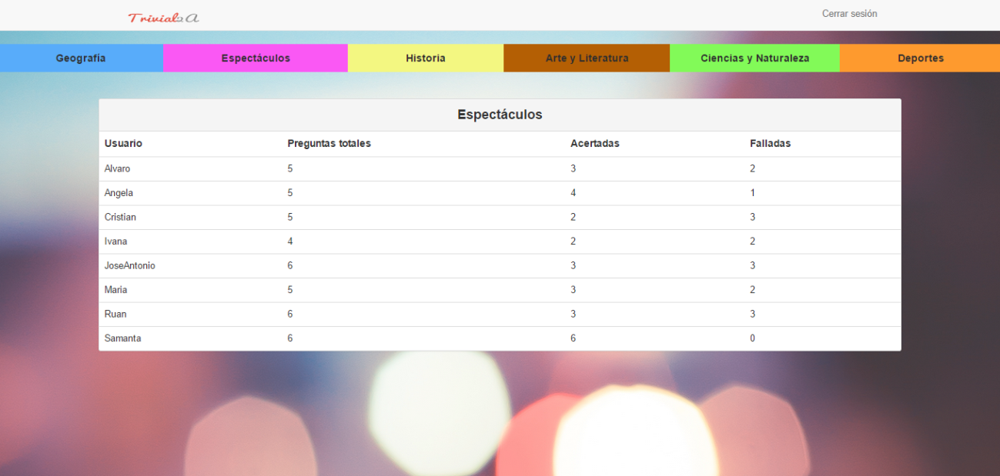 Trivial2A
Cerrar sesión
Geografía Espectáculos Historia Arte y Literatura Ciencias y Naturaleza Deportes
Espectáculos
Usuario Preguntas totales Acertadas Falladas
Alvaro 5 3 2
Angela 5 4 1
Cristian 5 2 3
Ivana 4 2 2
JoseAntonio 6 3 3
Maria 5 3 2
Ruan 6 3 3
Samanta 6 6 0